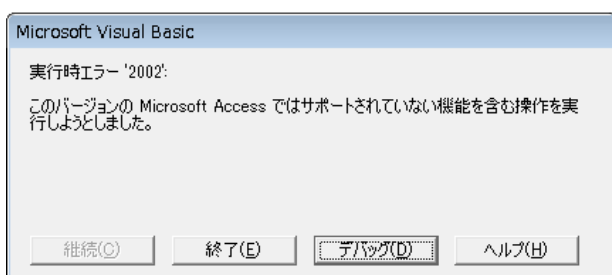 Microsoft Visual Basic
実行時エラー '2002':
このバージョンの Microsoft Access ではサポートされていない機能を含む操作を実
行しようとしました。
継続(C)
終了(E)
デバッグ(D)
ヘルプ(H)